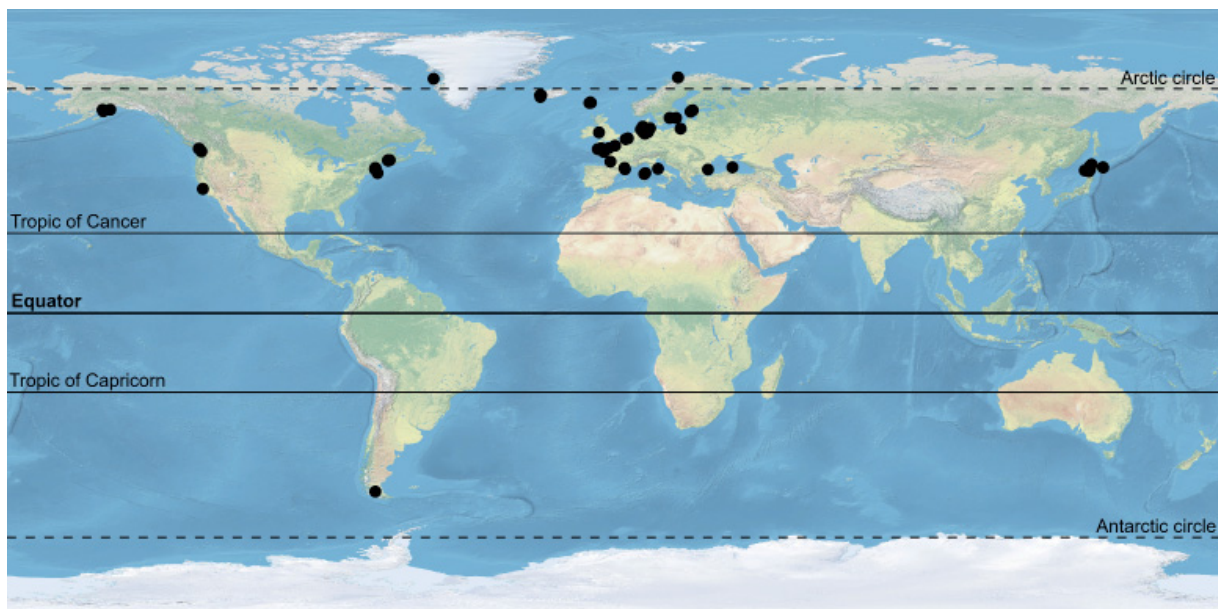 Arctic circle
Tropic of Cancer
Equator
Tropic of Capricorn
Antarctic circle